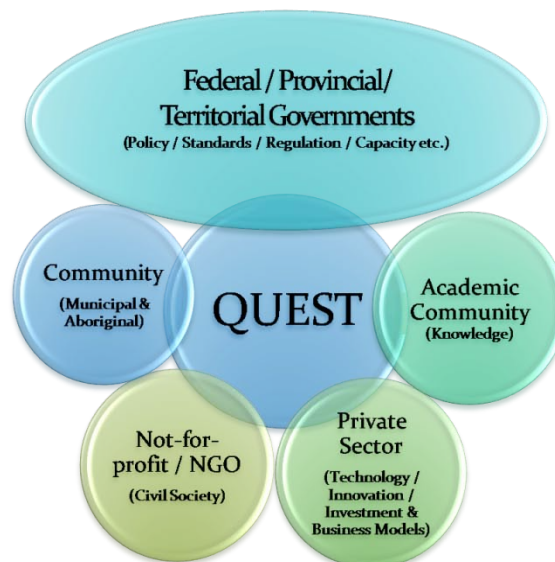 Federal / Provincial/
Territorial Governments
(Policy / Standards / Regulation / Capacity etc.)
Community
(Municipal &
Aboriginal)
QUEST
Academic
Community
(Knowledge)
Not-for-
profit / NGO
(Civil Society)
Private
Sector
(Technology /
Innovation /
Investment &
Business Models)